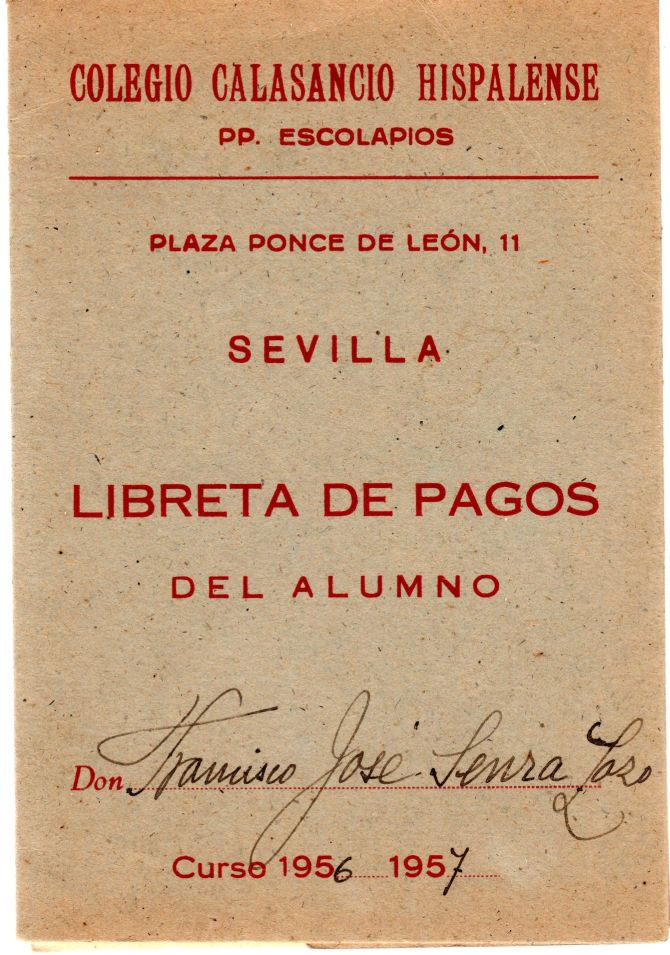 COLEGIO CALASANCIO HISPALENSE
PP. ESCOLAPIOS
PLAZA PONCE DE LEÓN, 11
SEVILLA
LIBRETA DE PAGOS
DEL ALUMNO
Don Francisco José Senra Lazo
Curso 1956 1957